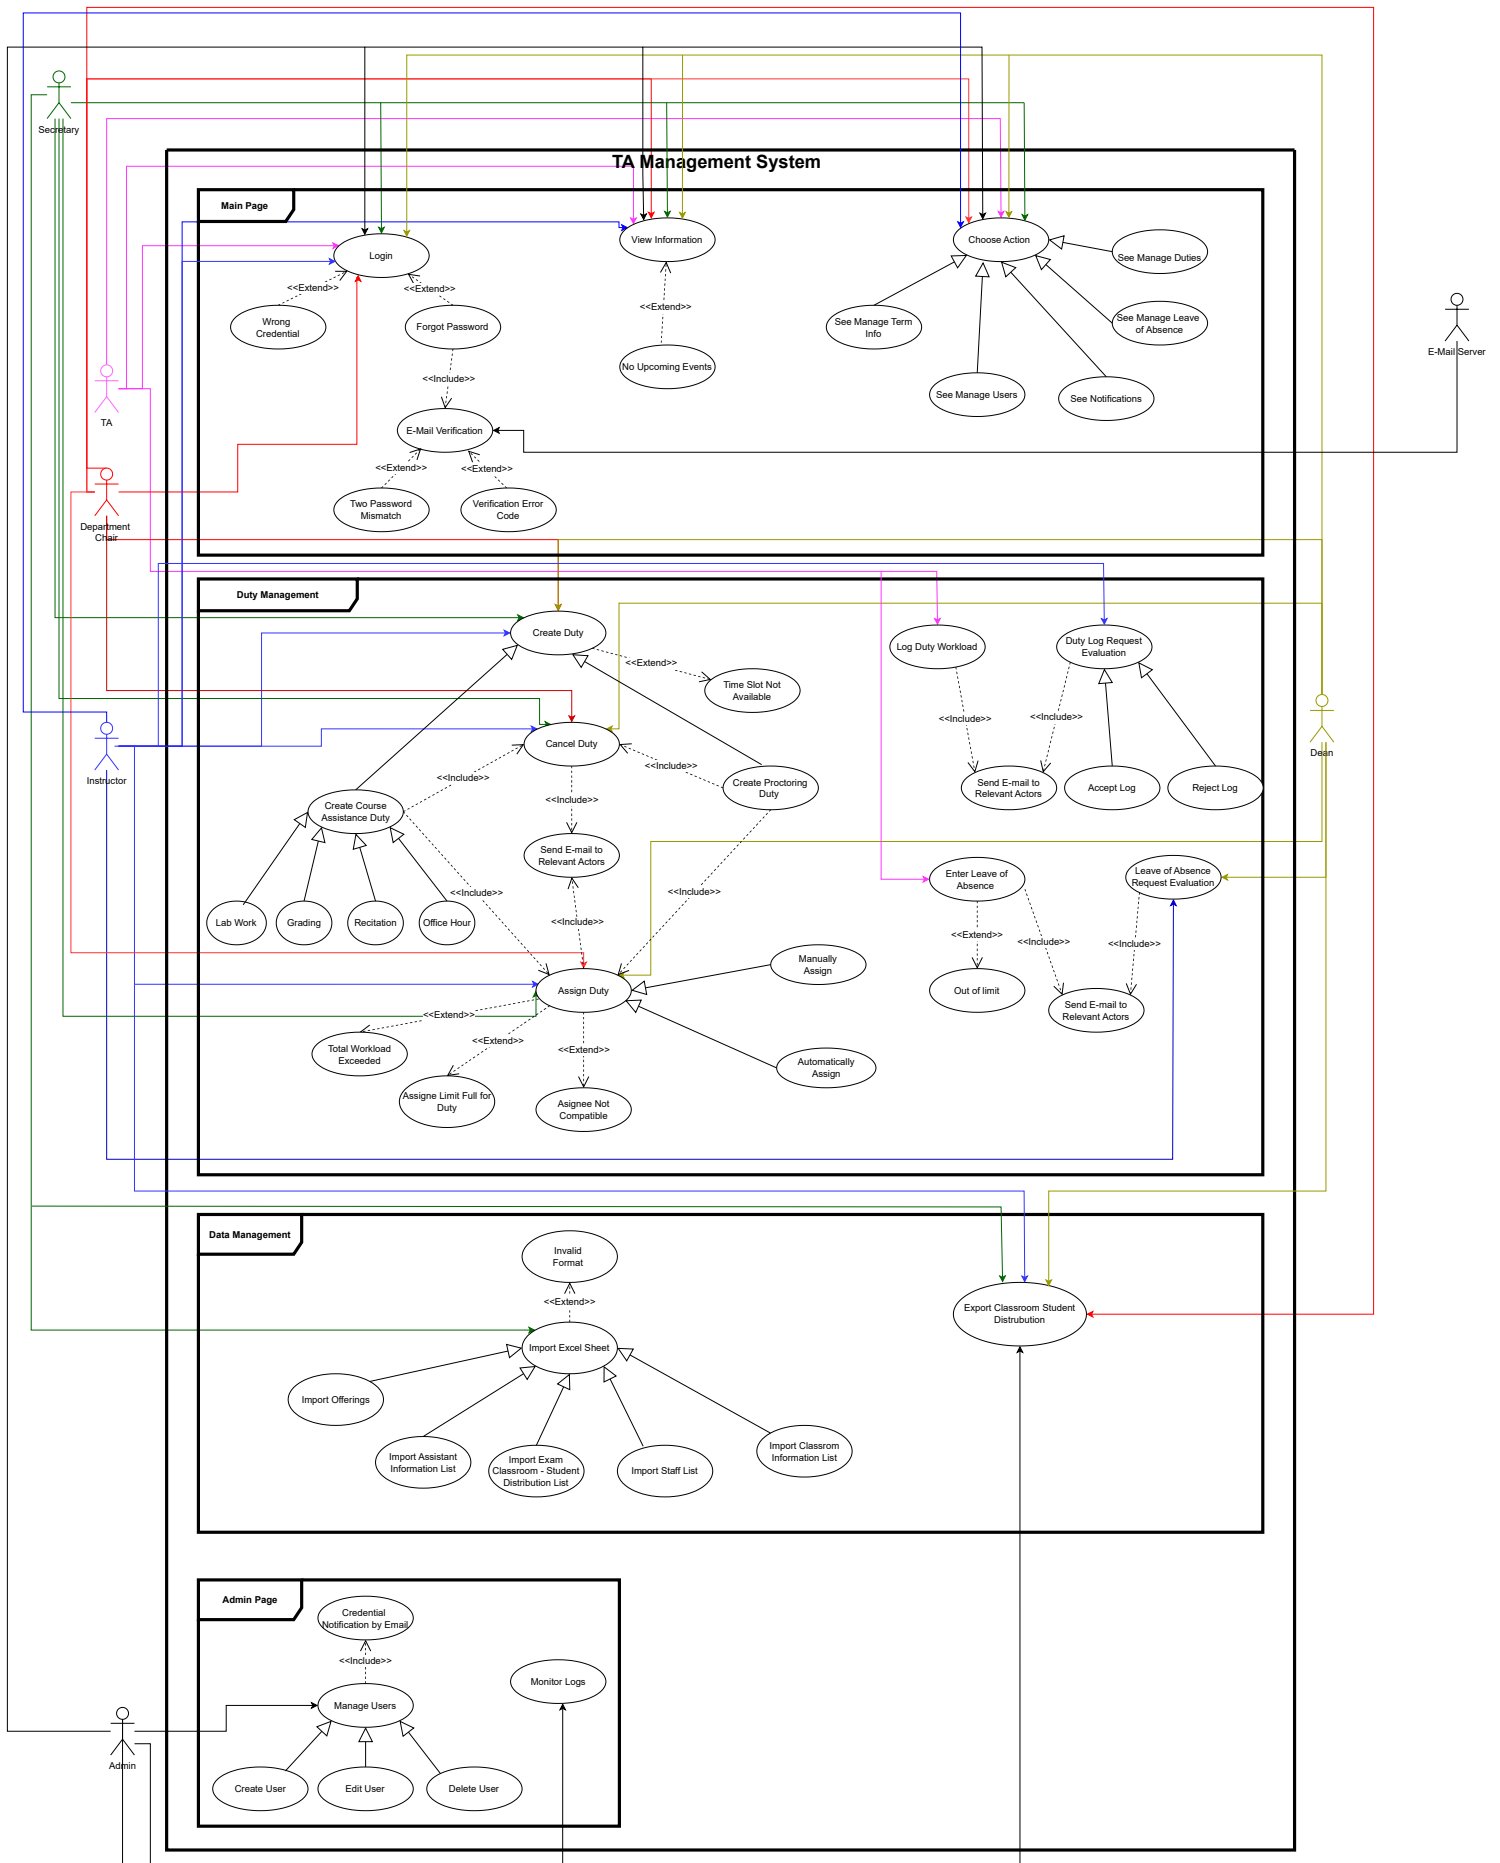 Secretary
TA Management System
Main Page
Login
View Information
Choose Action
See Manage Duties
<<Extend>>
<<Extend>>
<<Extend>>
Wrong
Credential
Forgot Password
See Manage Term
Info
See Manage Leave
of Absence
E-Mail Server
No Upcoming Events
<<Include>>
See Manage Users
See Notifications
TA
E-Mail Verification
<<Extend>>
<<Extend>>
Two Password
Mismatch
Verification Error
Code
Department
Chair
Duty Management
Create Duty
Log Duty Workload
Duty Log Request
Evaluation
<<Extend>>
Time Slot Not
Available
<<Include>>
<<Include>>
Instructor
Cancel Duty
Dean
<<Include>>
<<Include>>
Create Proctoring
Duty
Send E-mail to
Relevant Actors
Accept Log
Reject Log
Create Course
Assistance Duty
<<Include>>
Send E-mail to
Relevant Actors
Enter Leave of
Absence
Leave of Absence
Request Evaluation
<<Include>>
<<Include>>
Lab Work
Grading
Recitation
Office Hour
<<Include>>
<<Extend>>
<<Include>>
<<Include>>
Manually
Assign
Assign Duty
Out of limit
Send E-mail to
Relevant Actors
<<Extend>>
<<Extend>>
<<Extend>>
Total Workload
Exceeded
Automatically
Assign
Assigne Limit Full for
Duty
Asignee Not
Compatible
Data Management
Invalid
Format
<<Extend>>
Export Classroom Student
Distrubution
Import Excel Sheet
Import Offerings
Import Assistant
Information List
Import Exam
Classroom - Student
Distribution List
Import Staff List
Import Classrom
Information List
Admin Page
Credential
Notification by Email
<<Include>>
Monitor Logs
Manage Users
Admin
Create User
Edit User
Delete User